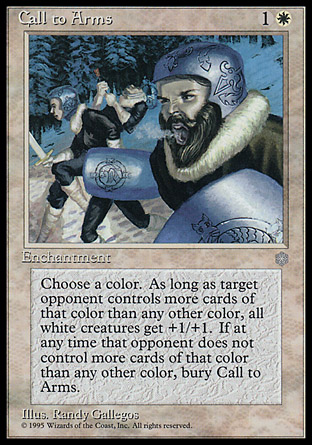 Call to Arms 1
Enchantment
Choose a color. As long as target
opponent controls more cards of
that color than any other color, all
white creatures get +1/+1. If at
any time that opponent does not
control more cards of that color
than any other color, bury Call to
Arms.
Illus. Randy Gallegos
© 1995 Wizards of the Coast, Inc. All rights reserved.